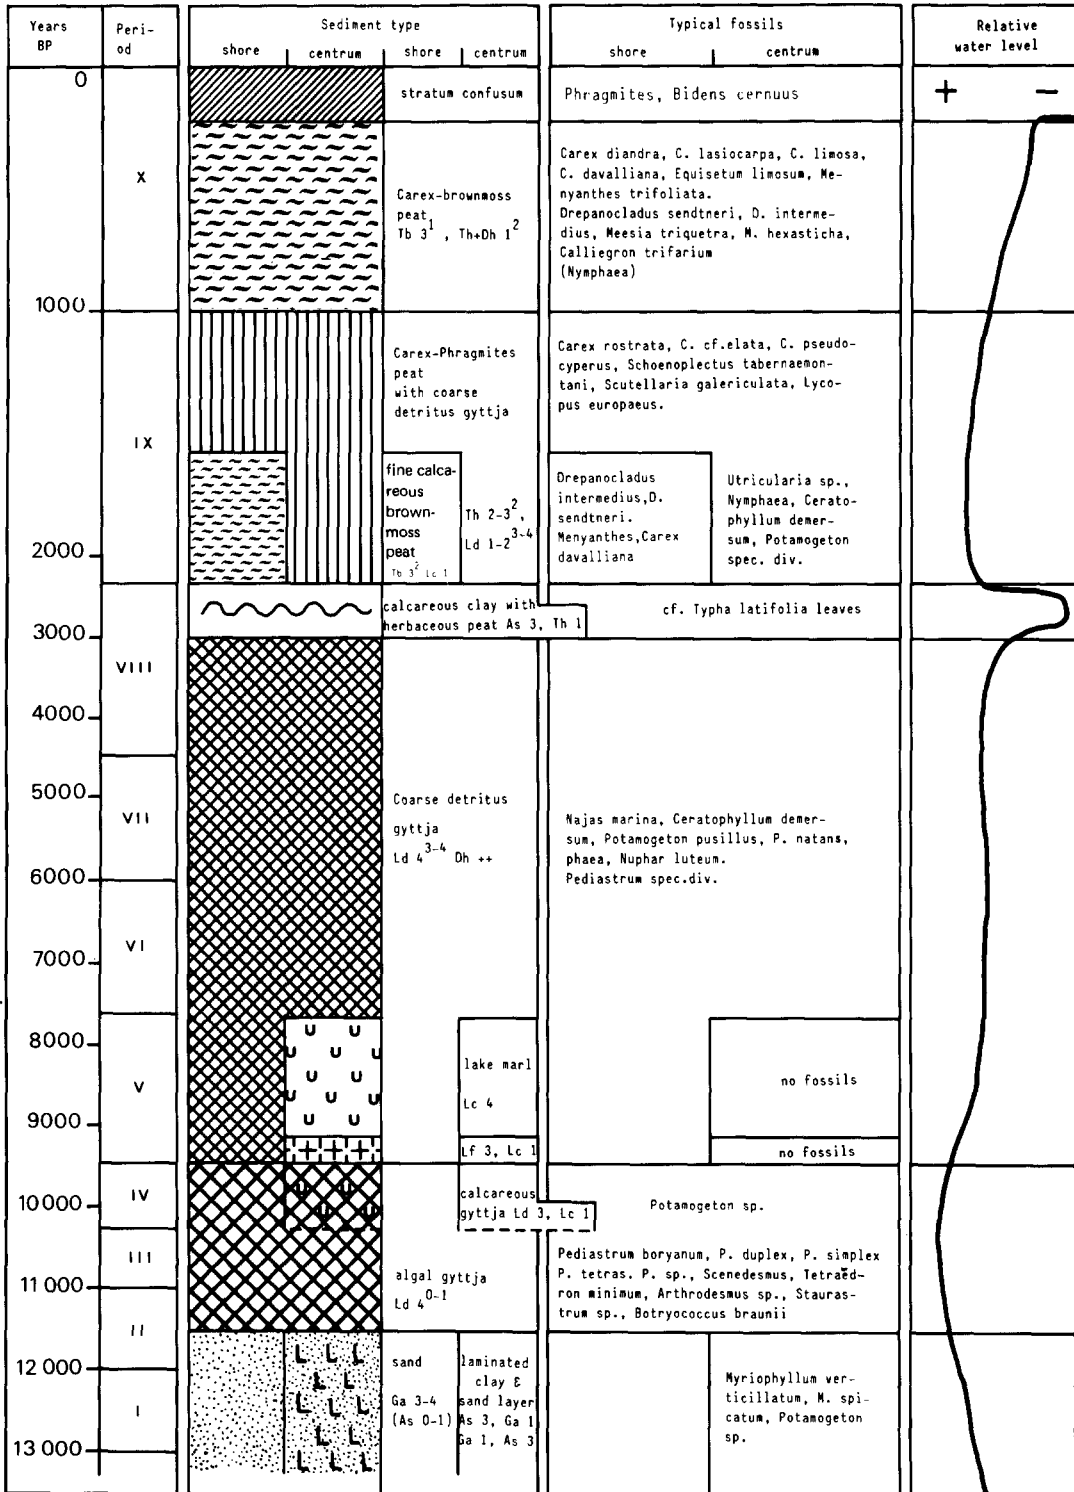 Years BP
Peri-od
Sediment type
shore centrum shore centrum
Typical fossils
shore centrum
Relative
water level
0
stratum confusum
Phragmites, Bidens cernuus
+ −
X
Carex-brownmoss
peat
Tb 3¹ , Th+Dh 1²
Carex diandra, C. lasiocarpa, C. limosa,
C. davalliana, Equisetum limosum, Me-
nyanthes trifoliata.
Drepanocladus sendtneri, D. interme-
dius, Meesia triquetra, M. hexasticha,
Calliegron trifarium
(Nymphaea)
1000
IX
Carex-Phragmites
peat
with coarse
detritus gyttja
Carex rostrata, C. cf.elata, C. pseudo-
cyperus, Schoenoplectus tabernaemon-
tani, Scutellaria galericulata, Lyco-
pus europaeus.
fine calca-
reous
brown-
moss
peat
Tb 3² Lc 1
Th 2-3²,
Ld 1-2³⁻⁴
Drepanocladus
intermedius,D.
sendtneri.
Menyanthes,Carex
davalliana
Utricularia sp.,
Nymphaea, Cerato-
phyllum demer-
sum, Potamogeton
spec. div.
2000
calcareous clay with
herbaceous peat As 3, Th 1
cf. Typha latifolia leaves
3000
VIII
4000
5000
VII
Coarse detritus
gyttja
Ld 4³⁻⁴ Dh ++
Najas marina, Ceratophyllum demer-
sum, Potamogeton pusillus, P. natans,
phaea, Nuphar luteum.
Pediastrum spec.div.
6000
VI
7000
8000
V
lake marl
Lc 4
no fossils
9000
Lf 3, Lc 1
no fossils
IV
10 000
calcareous
gyttja Ld 3, Lc 1
Potamogeton sp.
III
11 000
algal gyttja
Ld 4⁰⁻¹
Pediastrum boryanum, P. duplex, P. simplex
P. tetras. P. sp., Scenedesmus, Tetraëd-
ron minimum, Arthrodesmus sp., Stauras-
trum sp., Botryococcus braunii
II
12 000
sand
Ga 3-4
(As 0-1)
laminated
clay &
sand layer
As 3, Ga 1
Ga 1, As 3
Myriophyllum ver-
ticillatum, M. spi-
catum, Potamogeton
sp.
I
13 000